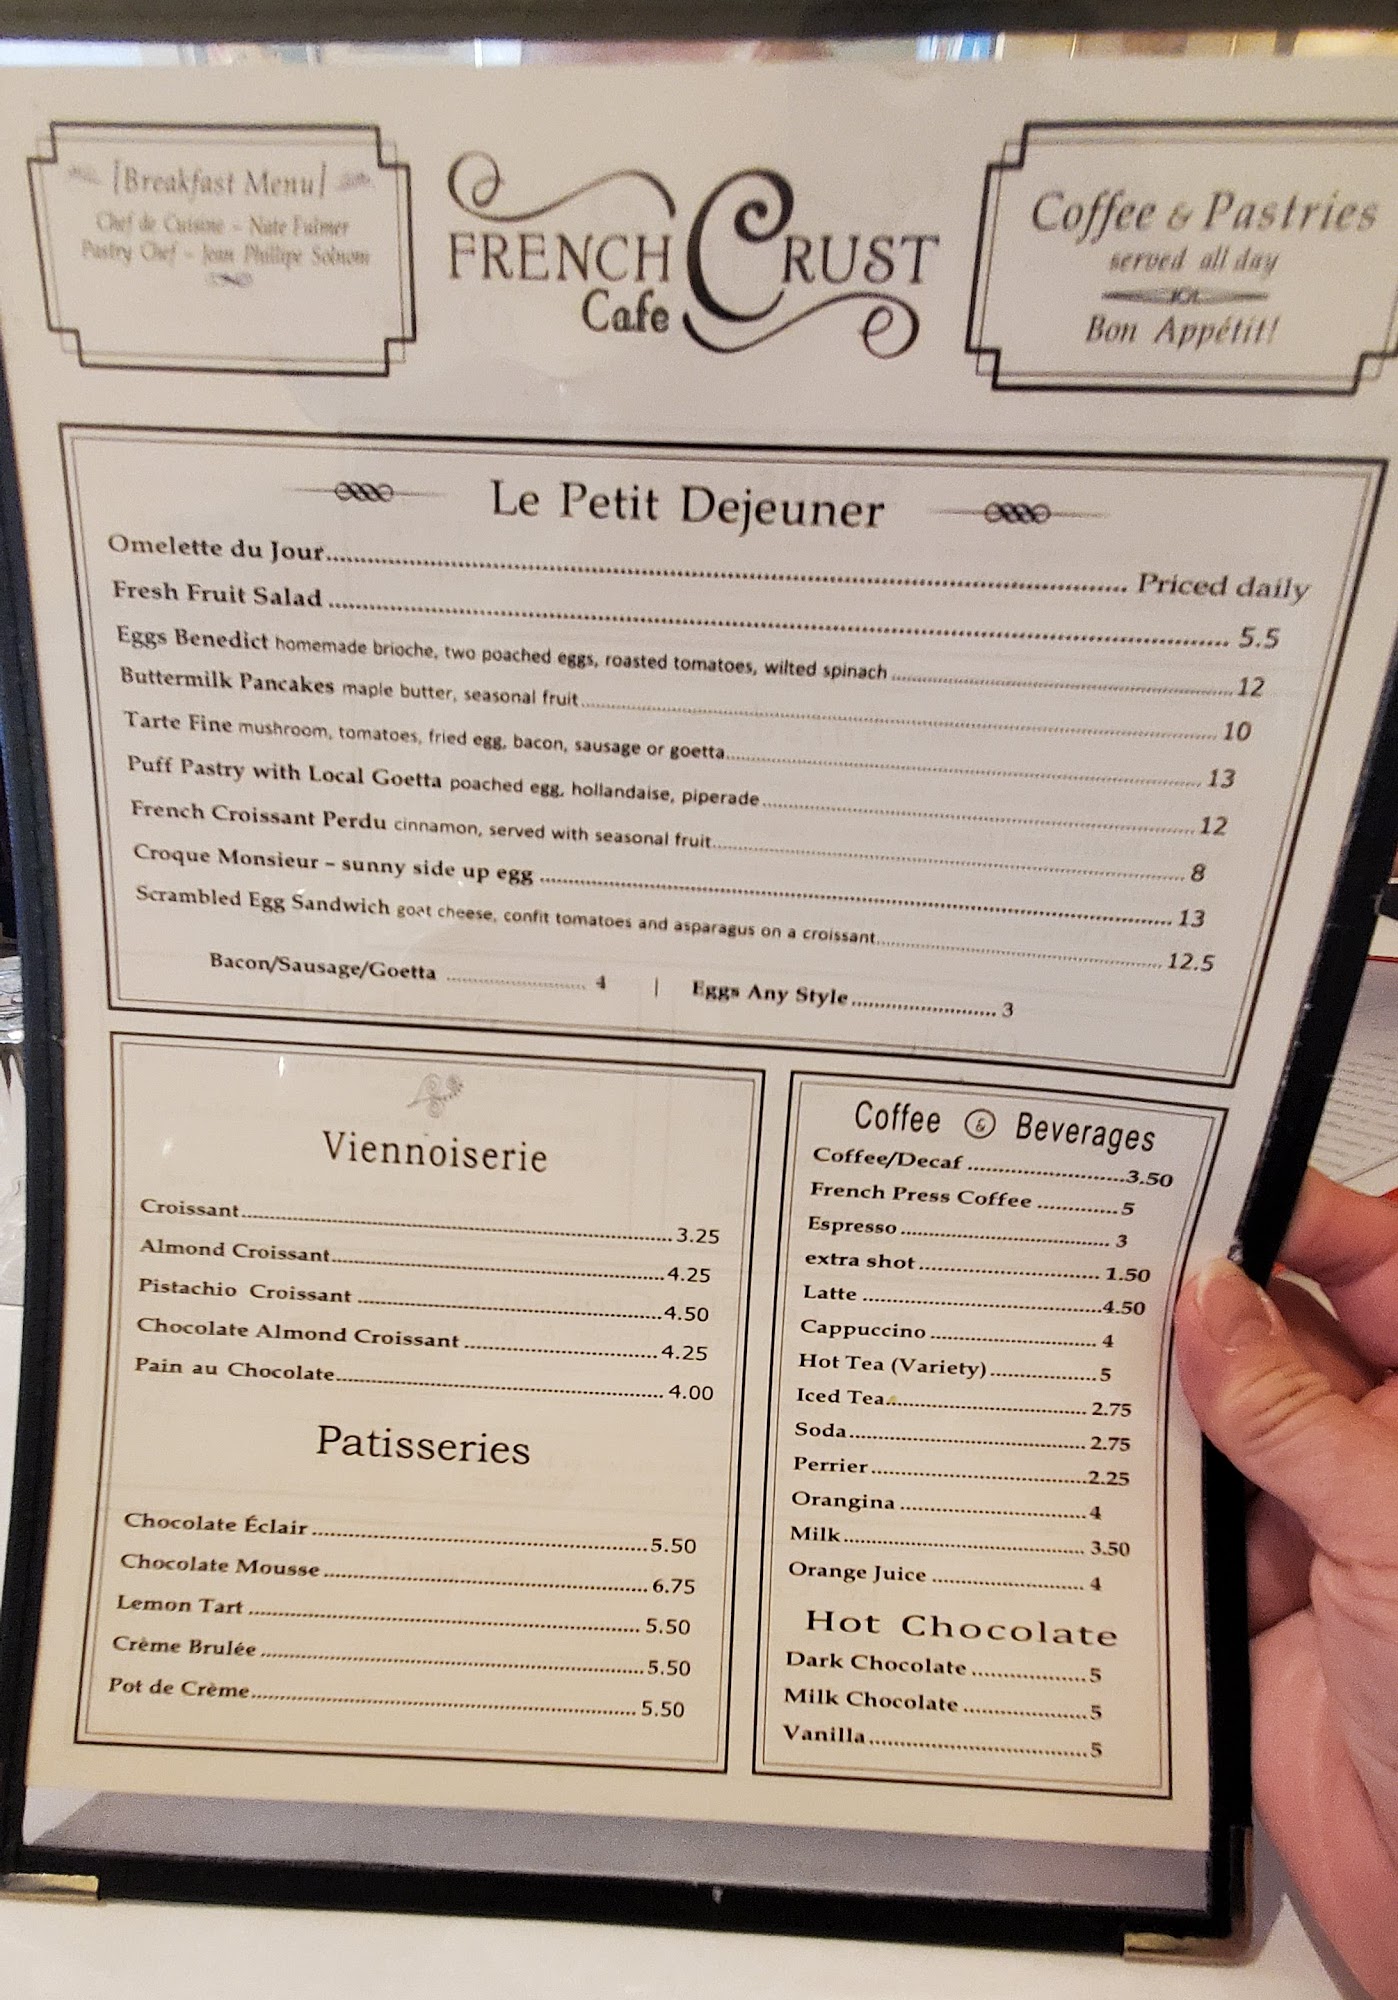 [Breakfast Menu]
Chef de Cuisine - Nate Fulmer
Pastry Chef - Jean Phillipe Solnom
FRENCH CRUST
Cafe
Coffee & Pastries
served all day
Bon Appétit!
Le Petit Dejeuner
Omelette du Jour Priced daily
Fresh Fruit Salad 5.5
Eggs Benedict homemade brioche, two poached eggs, roasted tomatoes, wilted spinach 12
Buttermilk Pancakes maple butter, seasonal fruit 10
Tarte Fine mushroom, tomatoes, fried egg, bacon, sausage or goetta 13
Puff Pastry with Local Goetta poached egg, hollandaise, piperade 12
French Croissant Perdu cinnamon, served with seasonal fruit 8
Croque Monsieur – sunny side up egg 13
Scrambled Egg Sandwich goat cheese, confit tomatoes and asparagus on a croissant 12.5
Bacon/Sausage/Goetta 4 | Eggs Any Style 3
Viennoiserie
Croissant 3.25
Almond Croissant 4.25
Pistachio Croissant 4.50
Chocolate Almond Croissant 4.25
Pain au Chocolate 4.00
Patisseries
Chocolate Éclair 5.50
Chocolate Mousse 6.75
Lemon Tart 5.50
Crème Brulée 5.50
Pot de Crème 5.50
Coffee & Beverages
Coffee/Decaf 3.50
French Press Coffee 5
Espresso 3
extra shot 1.50
Latte 4.50
Cappuccino 4
Hot Tea (Variety) 5
Iced Tea 2.75
Soda 2.75
Perrier 2.25
Orangina 4
Milk 3.50
Orange Juice 4
Hot Chocolate
Dark Chocolate 5
Milk Chocolate 5
Vanilla 5